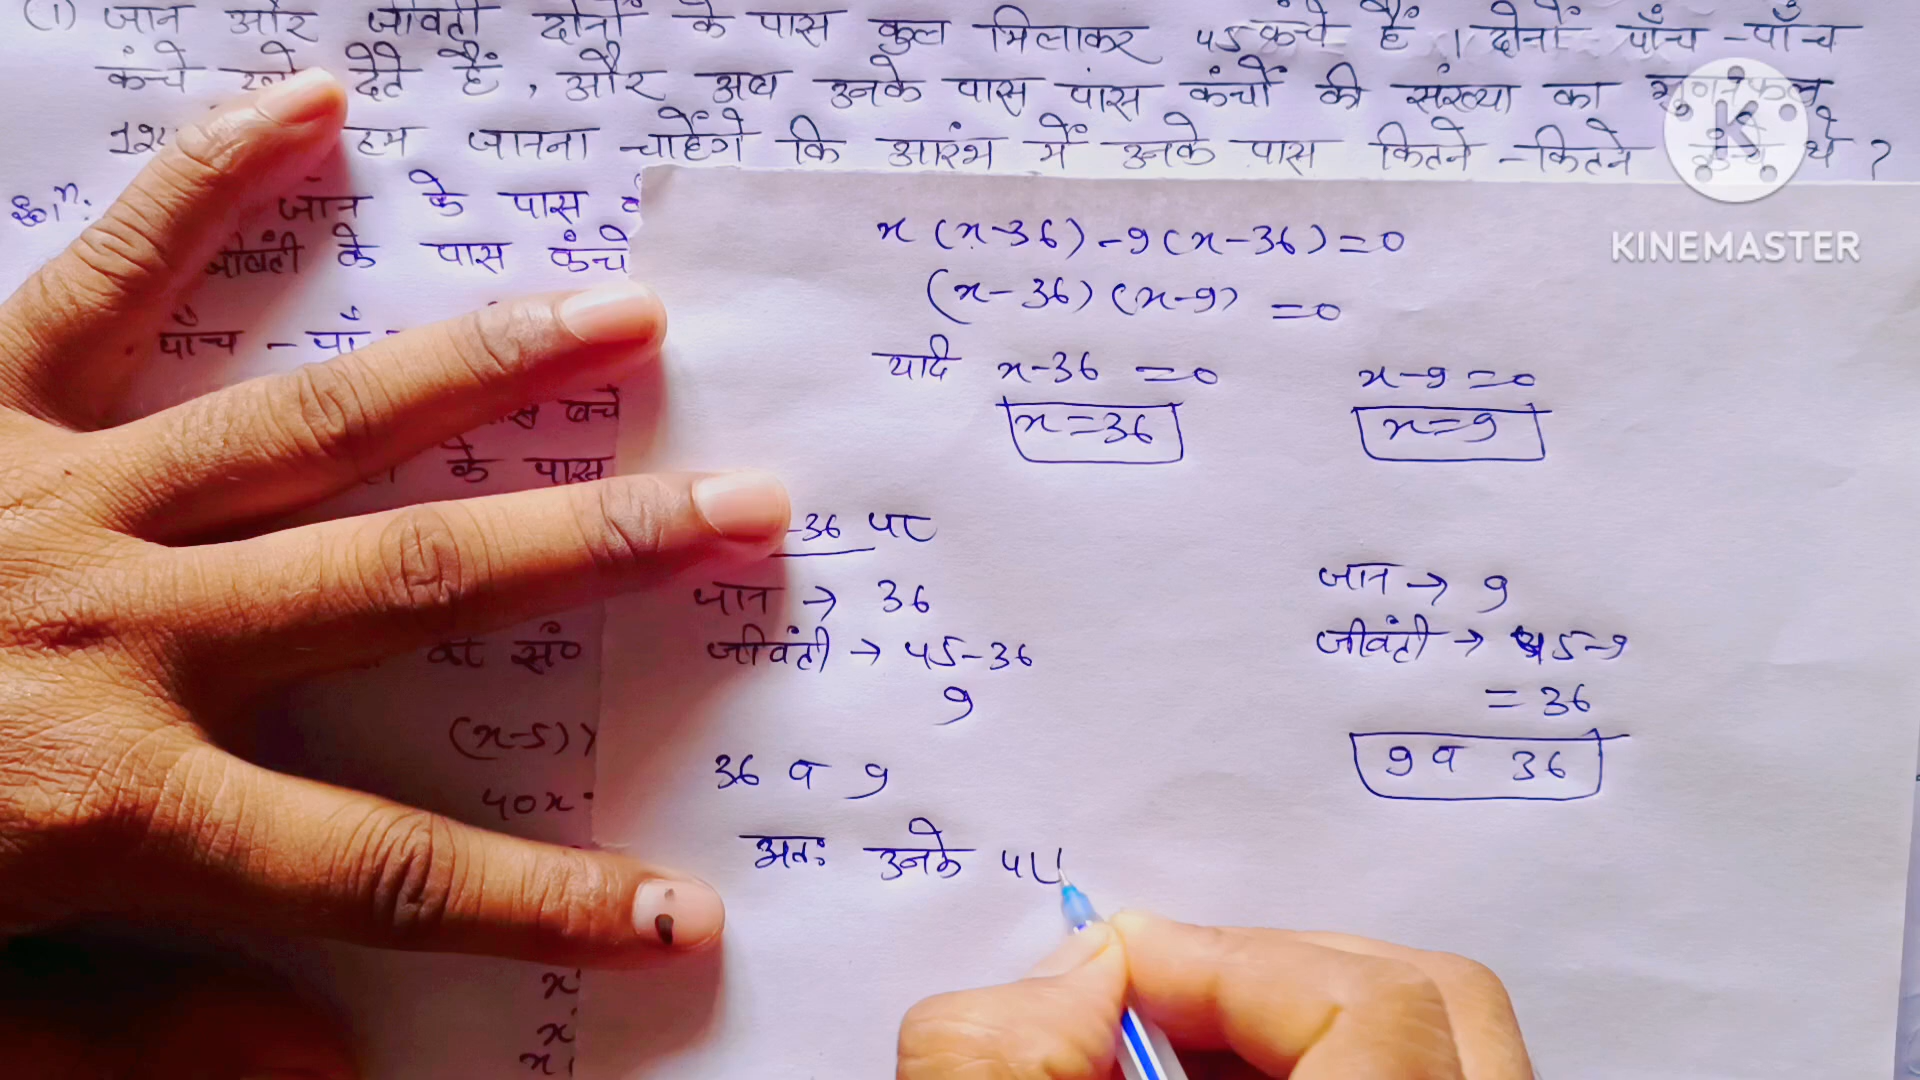 (1) जान और जीवंती दोनों के पास कुल मिलाकर 45 कंचे हैं । दोनों पाँच - पाँच
कंचे खो देते हैं , और अब उनके पास पास कंचों की संख्या का गुणनफल
हम जानना चाहेंगे कि आरंभ में उनके पास कितने - कितने कंचे थे ?
Solⁿ: जान के पास
जीवंती के पास कंचे
पाँच -
पास बचे
के पास
का सं०
(x-5)
40x
x
x
x
x (x-36) - 9 (x-36) = 0
(x-36) (x-9) = 0
यदि x-36 = 0 x-9 = 0
x = 36 x = 9
-36 पर
जान → 36
जीवंती → 45-36
9
36 व 9
अतः उनके पा
जान → 9
जीवंती → 45-9
= 36
9 व 36
K
KINEMASTER